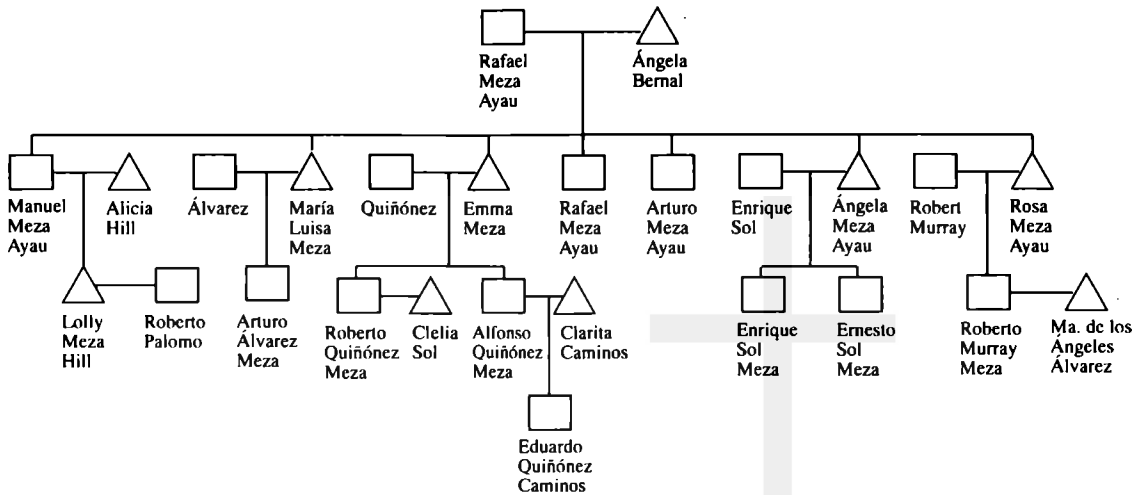 Rafael
Meza
Ayau
Ángela
Bernal
Manuel
Meza
Ayau
Alicia
Hill
Álvarez
María
Luisa
Meza
Quiñónez
Emma
Meza
Rafael
Meza
Ayau
Arturo
Meza
Ayau
Enrique
Sol
Ángela
Meza
Ayau
Robert
Murray
Rosa
Meza
Ayau
Lolly
Meza
Hill
Roberto
Palomo
Arturo
Álvarez
Meza
Roberto
Quiñónez
Meza
Clelia
Sol
Alfonso
Quiñónez
Meza
Clarita
Caminos
Enrique
Sol
Meza
Ernesto
Sol
Meza
Roberto
Murray
Meza
Ma. de los
Ángeles
Álvarez
Eduardo
Quiñónez
Caminos